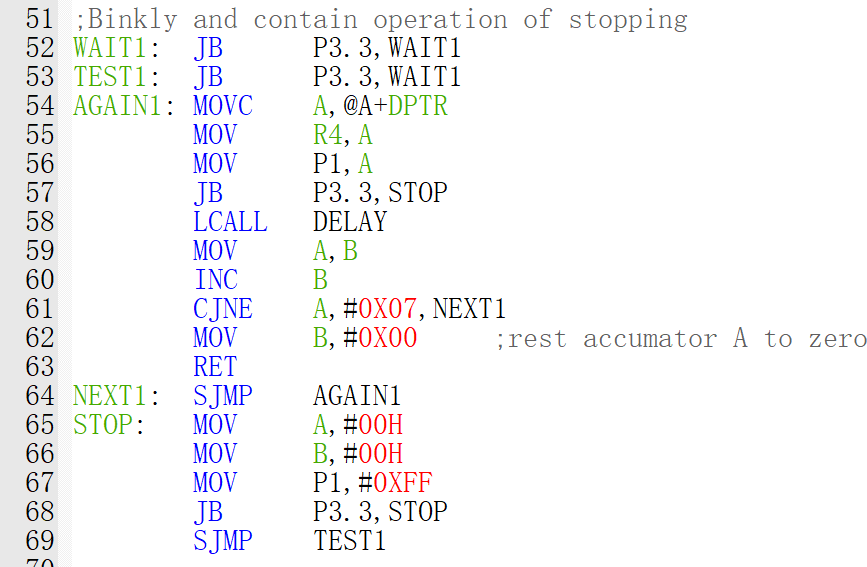 51 ;Binkly and contain operation of stopping
52 WAIT1: JB P3.3,WAIT1
53 TEST1: JB P3.3,WAIT1
54 AGAIN1: MOVC A,@A+DPTR
55 MOV R4,A
56 MOV P1,A
57 JB P3.3,STOP
58 LCALL DELAY
59 MOV A,B
60 INC B
61 CJNE A,#0X07,NEXT1
62 MOV B,#0X00 ;rest accumator A to zero
63 RET
64 NEXT1: SJMP AGAIN1
65 STOP: MOV A,#00H
66 MOV B,#00H
67 MOV P1,#0XFF
68 JB P3.3,STOP
69 SJMP TEST1
70